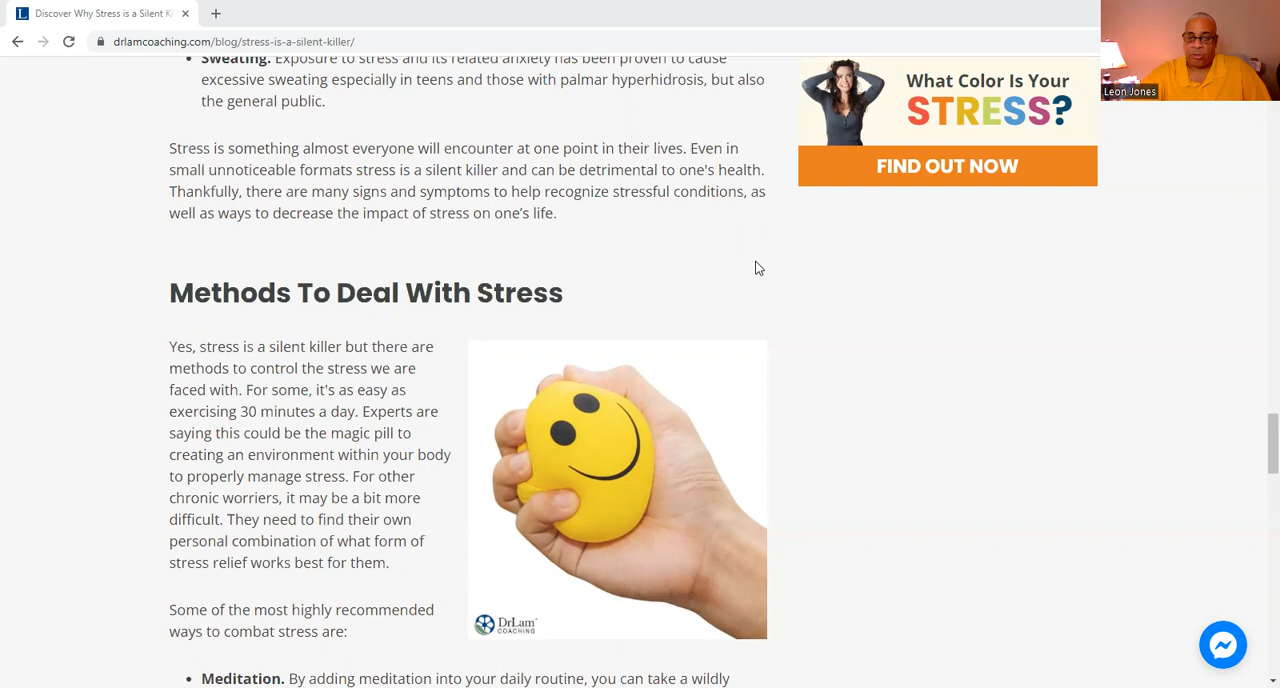 Discover Why Stress is a Silent Ki
drlamcoaching.com/blog/stress-is-a-silent-killer/
Leon Jones
• Sweating. Exposure to stress and its related anxiety has been proven to cause
excessive sweating especially in teens and those with palmar hyperhidrosis, but also
the general public.
Stress is something almost everyone will encounter at one point in their lives. Even in
small unnoticeable formats stress is a silent killer and can be detrimental to one's health.
Thankfully, there are many signs and symptoms to help recognize stressful conditions, as
well as ways to decrease the impact of stress on one’s life.
What Color Is Your
STRESS?
FIND OUT NOW
Methods To Deal With Stress
Yes, stress is a silent killer but there are
methods to control the stress we are
faced with. For some, it's as easy as
exercising 30 minutes a day. Experts are
saying this could be the magic pill to
creating an environment within your body
to properly manage stress. For other
chronic worriers, it may be a bit more
difficult. They need to find their own
personal combination of what form of
stress relief works best for them.
DrLam
COACHING
Some of the most highly recommended
ways to combat stress are:
• Meditation. By adding meditation into your daily routine, you can take a wildly